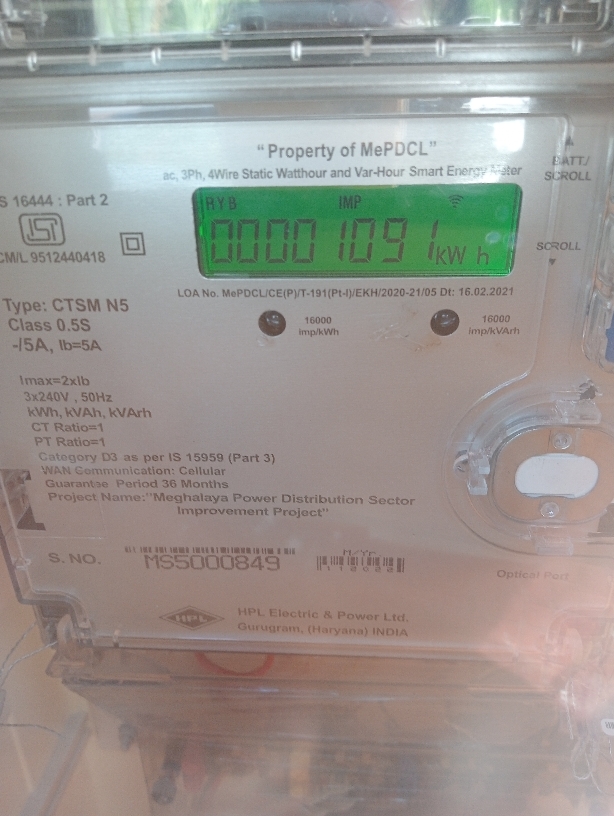 "Property of MePDCL"
ac, 3Ph, 4Wire Static Watthour and Var-Hour Smart Energy Meter
BATT/
SCROLL
S 16444 : Part 2
CM/L 9512440418
RYB IMP
00001091 kWh
SCROLL
LOA No. MePDCL/CE(P)/T-191(Pt-I)/EKH/2020-21/05 Dt: 16.02.2021
Type: CTSM N5
Class 0.5S
-/5A, Ib=5A
16000
imp/kWh
16000
imp/kVArh
Imax=2xIb
3x240V , 50Hz
kWh, kVAh, kVArh
CT Ratio=1
PT Ratio=1
Category D3 as per IS 15959 (Part 3)
WAN Communication: Cellular
Guarantee Period 36 Months
Project Name:"Meghalaya Power Distribution Sector
Improvement Project"
S. NO. MS5000849
M/Yr
Optical Port
HPL
HPL Electric & Power Ltd.
Gurugram, (Haryana) INDIA